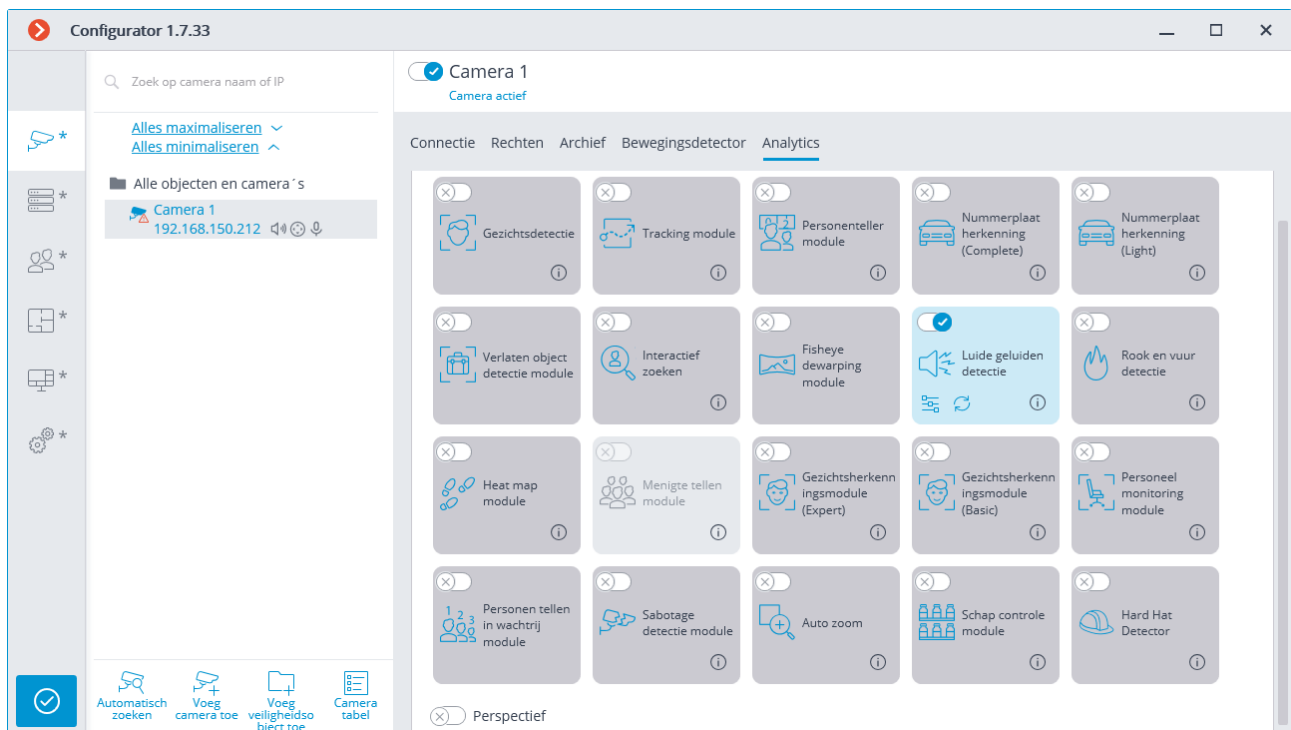 Configurator 1.7.33
Zoek op camera naam of IP
Alles maximaliseren
Alles minimaliseren
Alle objecten en camera´s
Camera 1
192.168.150.212
Automatisch
zoeken
Voeg
camera toe
Voeg
veiligheidso
bject toe
Camera
tabel
Camera 1
Camera actief
Connectie Rechten Archief Bewegingsdetector Analytics
Gezichtsdetectie
Tracking module
Personenteller
module
Nummerplaat
herkenning
(Complete)
Nummerplaat
herkenning
(Light)
Verlaten object
detectie module
Interactief
zoeken
Fisheye
dewarping
module
Luide geluiden
detectie
Rook en vuur
detectie
Heat map
module
Menigte tellen
module
Gezichtsherkenn
ingsmodule
(Expert)
Gezichtsherkenn
ingsmodule
(Basic)
Personeel
monitoring
module
1 2 3
Personen tellen
in wachtrij
module
Sabotage
detectie module
Auto zoom
Schap controle
module
Hard Hat
Detector
Perspectief